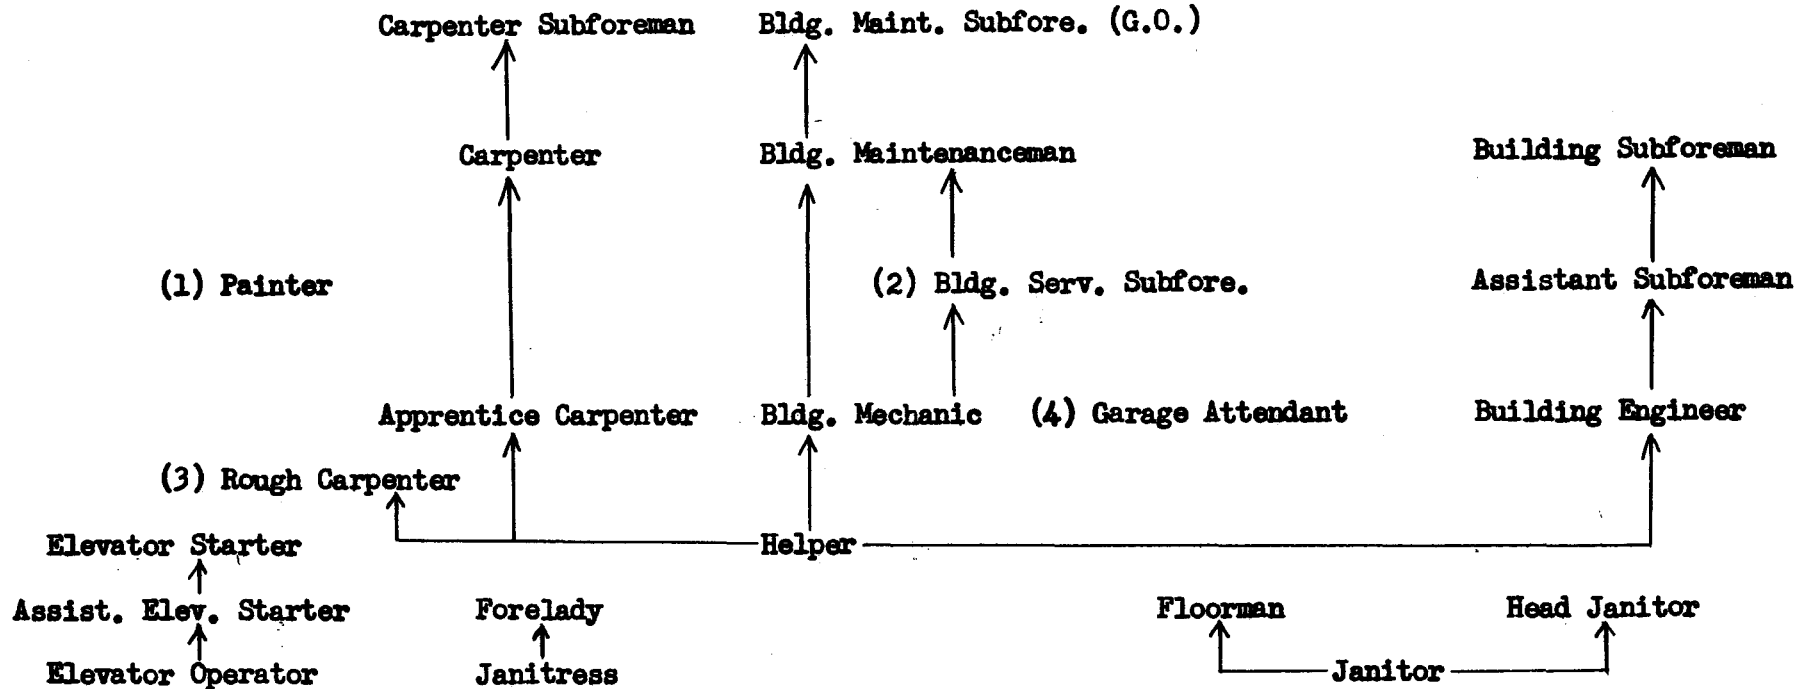 Carpenter Subforeman Bldg. Maint. Subfore. (G.O.)
Carpenter Bldg. Maintenanceman Building Subforeman
(1) Painter (2) Bldg. Serv. Subfore. Assistant Subforeman
Apprentice Carpenter Bldg. Mechanic (4) Garage Attendant Building Engineer
(3) Rough Carpenter
Elevator Starter Helper
Assist. Elev. Starter Forelady Floorman Head Janitor
Elevator Operator Janitress Janitor